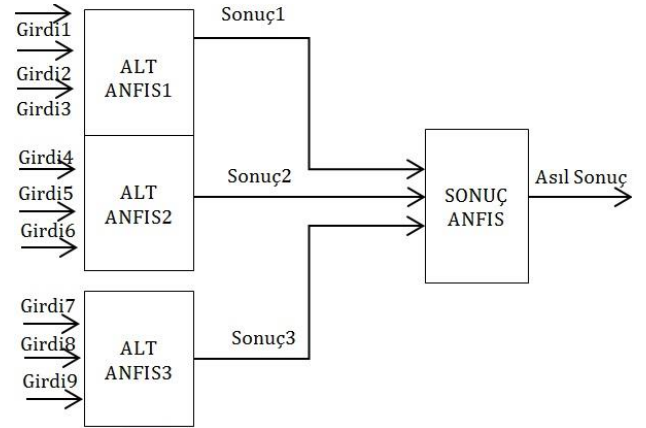 Girdi1
Girdi2
Girdi3
ALT
ANFIS1
Sonuç1
Girdi4
Girdi5
Girdi6
ALT
ANFIS2
Sonuç2
Girdi7
Girdi8
Girdi9
ALT
ANFIS3
Sonuç3
SONUÇ
ANFIS
Asıl Sonuç